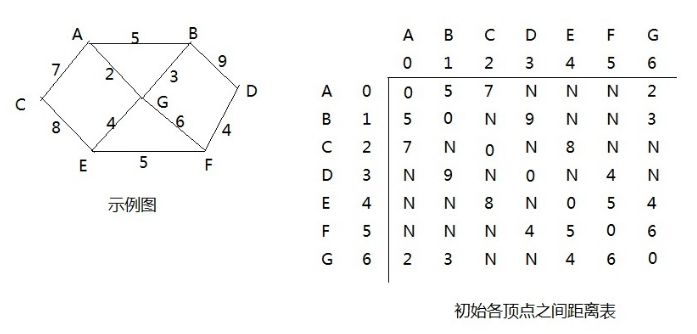 A 5 B
7 2 3 9
C G D
8 4 6 4
E 5 F
示例图
A B C D E F G
0 1 2 3 4 5 6
A 0 0 5 7 N N N 2
B 1 5 0 N 9 N N 3
C 2 7 N 0 N 8 N N
D 3 N 9 N 0 N 4 N
E 4 N N 8 N 0 5 4
F 5 N N N 4 5 0 6
G 6 2 3 N N 4 6 0
初始各顶点之间距离表